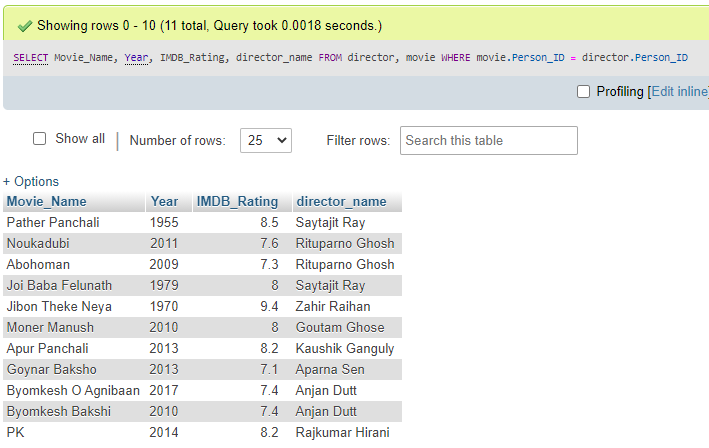 Showing rows 0 - 10 (11 total, Query took 0.0018 seconds.)
SELECT Movie_Name, Year, IMDB_Rating, director_name FROM director, movie WHERE movie.Person_ID = director.Person_ID
Profiling [Edit inline]
Show all | Number of rows: 25 Filter rows: Search this table
+ Options
Movie_Name Year IMDB_Rating director_name
Pather Panchali 1955 8.5 Saytajit Ray
Noukadubi 2011 7.6 Rituparno Ghosh
Abohoman 2009 7.3 Rituparno Ghosh
Joi Baba Felunath 1979 8 Saytajit Ray
Jibon Theke Neya 1970 9.4 Zahir Raihan
Moner Manush 2010 8 Goutam Ghose
Apur Panchali 2013 8.2 Kaushik Ganguly
Goynar Baksho 2013 7.1 Aparna Sen
Byomkesh O Agnibaan 2017 7.4 Anjan Dutt
Byomkesh Bakshi 2010 7.4 Anjan Dutt
PK 2014 8.2 Rajkumar Hirani